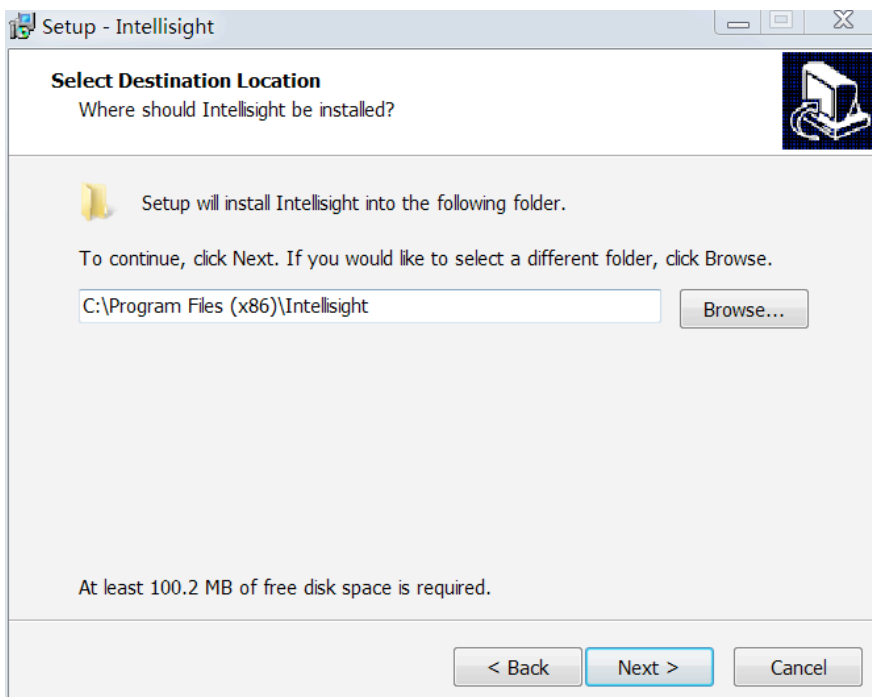 Setup - Intellisight
Select Destination Location
Where should Intellisight be installed?
Setup will install Intellisight into the following folder.
To continue, click Next. If you would like to select a different folder, click Browse.
C:\Program Files (x86)\Intellisight
Browse...
At least 100.2 MB of free disk space is required.
< Back
Next >
Cancel